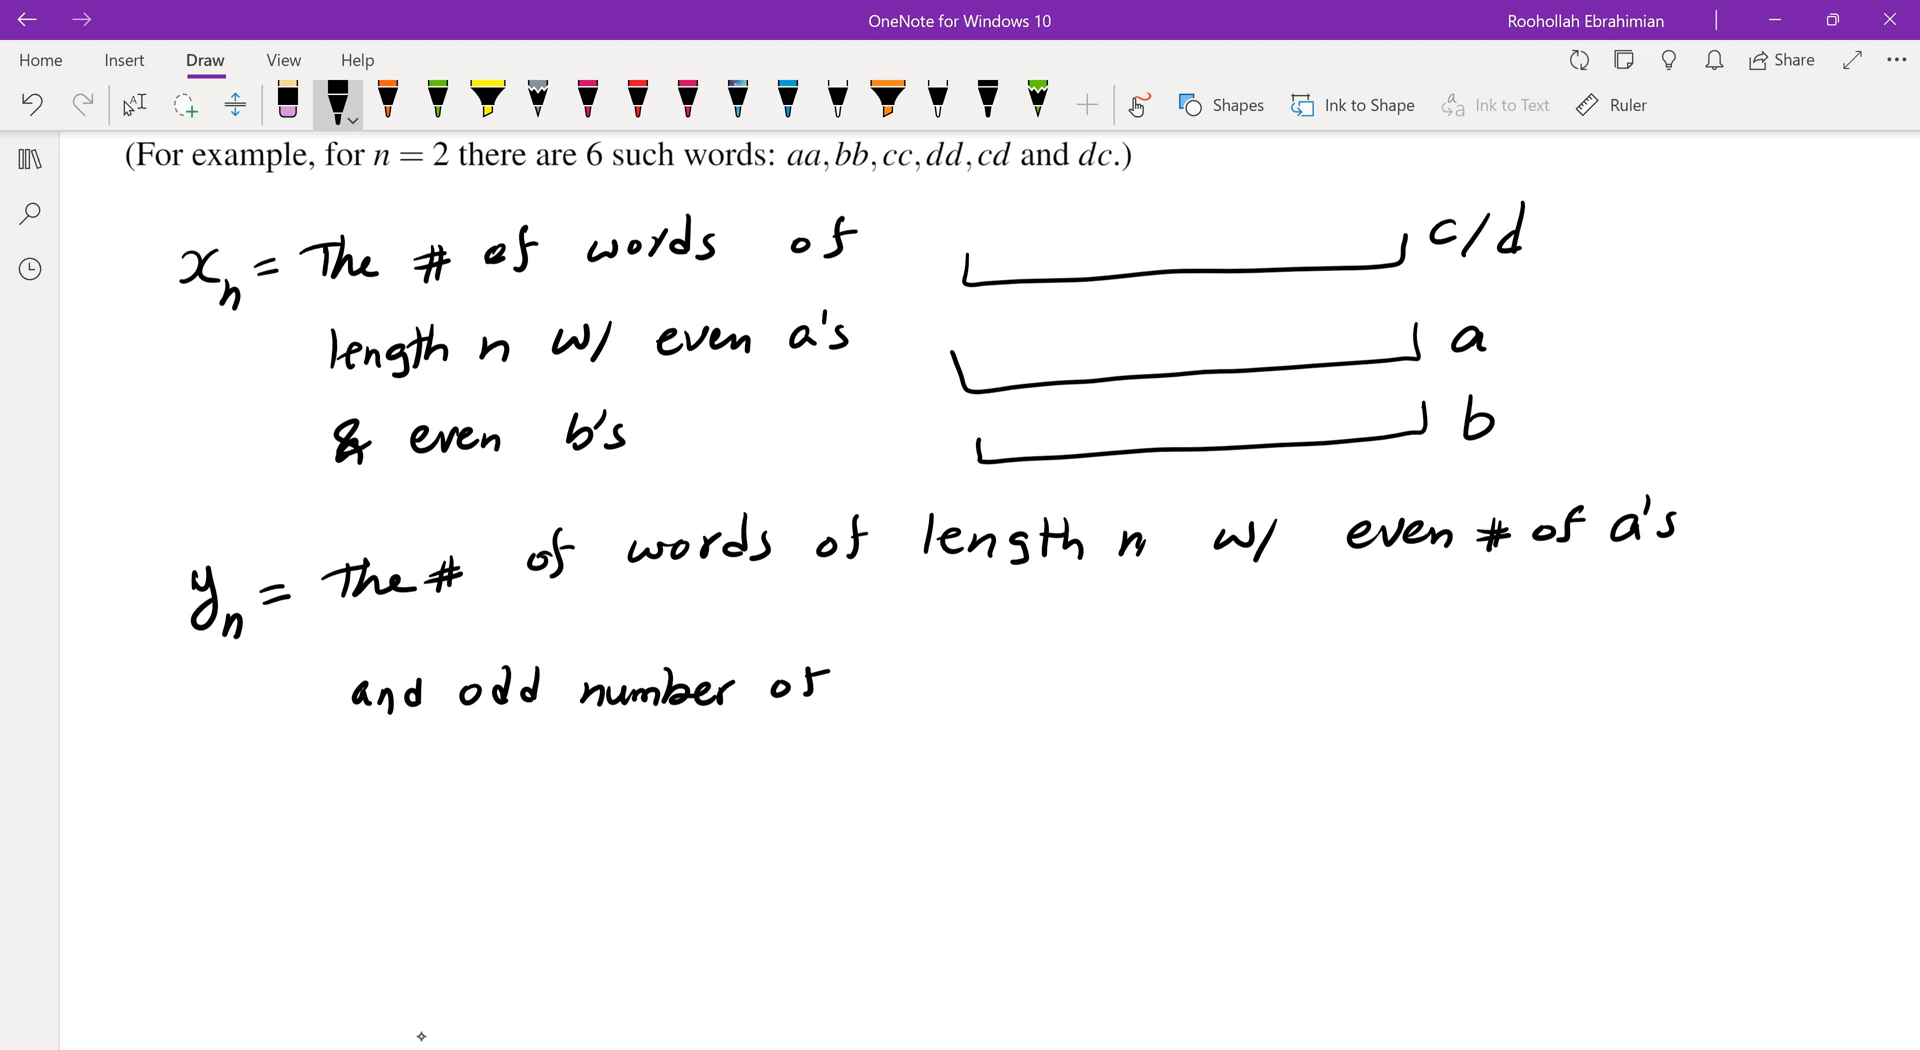 OneNote for Windows 10
Roohollah Ebrahimian
Home Insert Draw View Help
Share
Shapes Ink to Shape Ink to Text Ruler
(For example, for n = 2 there are 6 such words: aa, bb, cc, dd, cd and dc.)
xₙ = The # of words of
length n w/ even a's
& even b's
c/d
a
b
yₙ = The # of words of length n w/ even # of a's
and odd number of